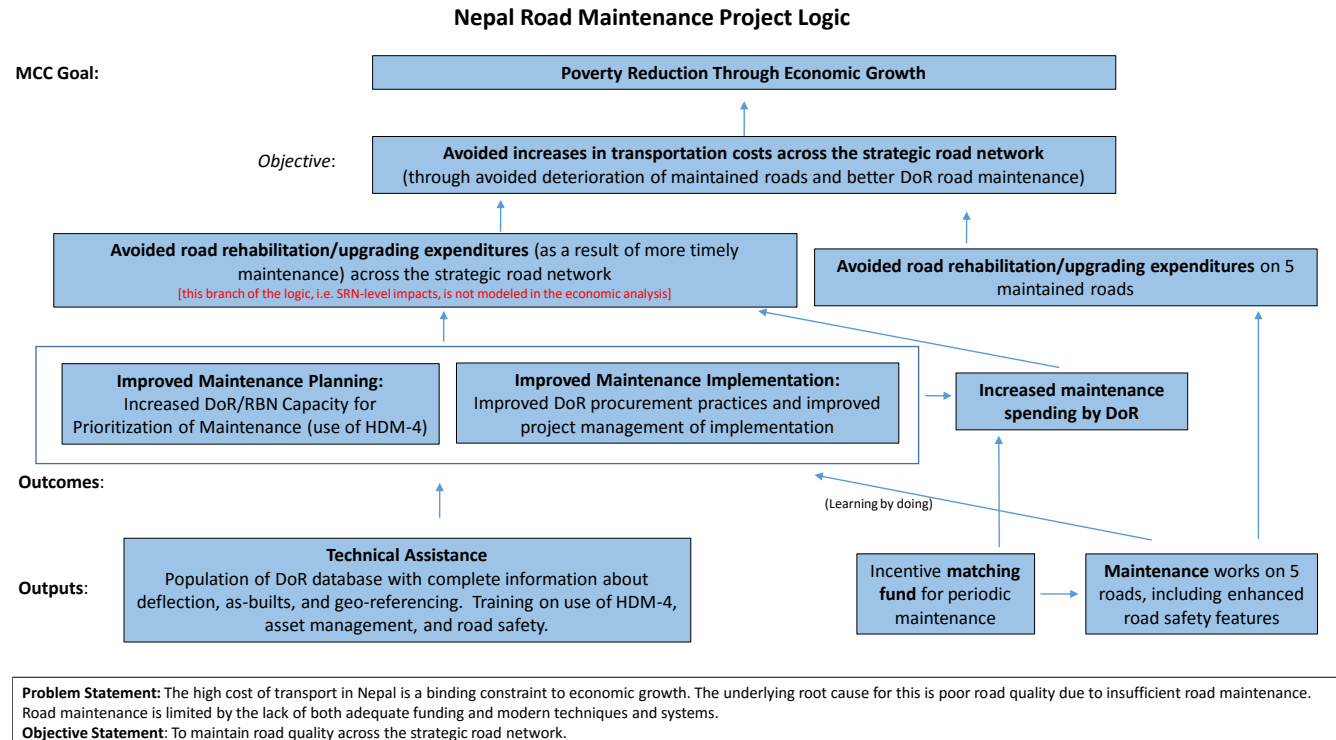 Nepal Road Maintenance Project Logic
MCC Goal:
Poverty Reduction Through Economic Growth
Objective:
Avoided increases in transportation costs across the strategic road network
(through avoided deterioration of maintained roads and better DoR road maintenance)
Avoided road rehabilitation/upgrading expenditures (as a result of more timely
maintenance) across the strategic road network
[this branch of the logic, i.e. SRN-level impacts, is not modeled in the economic analysis]
Avoided road rehabilitation/upgrading expenditures on 5
maintained roads
Improved Maintenance Planning:
Increased DoR/RBN Capacity for
Prioritization of Maintenance (use of HDM-4)
Improved Maintenance Implementation:
Improved DoR procurement practices and improved
project management of implementation
Increased maintenance
spending by DoR
Outcomes:
(Learning by doing)
Outputs:
Technical Assistance
Population of DoR database with complete information about
deflection, as-builts, and geo-referencing.  Training on use of HDM-4,
asset management, and road safety.
Incentive matching
fund for periodic
maintenance
Maintenance works on 5
roads, including enhanced
road safety features
Problem Statement: The high cost of transport in Nepal is a binding constraint to economic growth. The underlying root cause for this is poor road quality due to insufficient road maintenance.
Road maintenance is limited by the lack of both adequate funding and modern techniques and systems.
Objective Statement: To maintain road quality across the strategic road network.